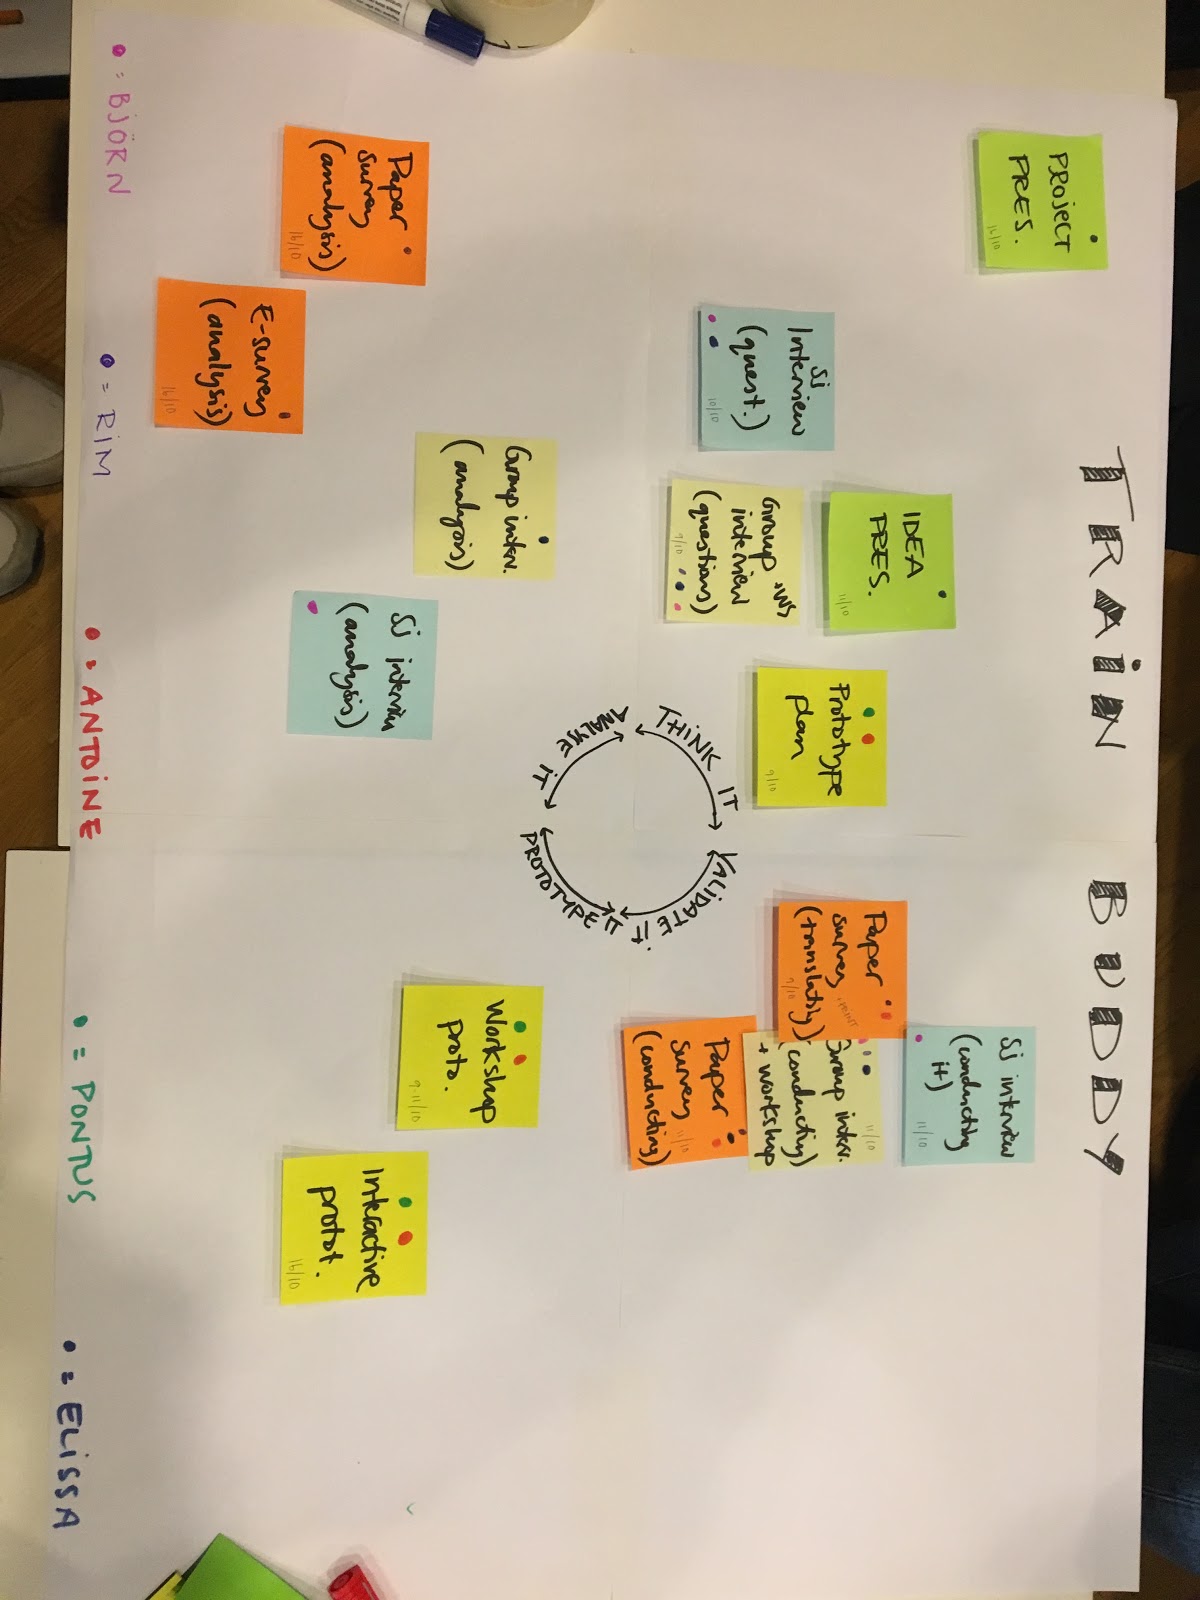 TRAIN BUDDY
PROJECT
PRES.
16/10
IDEA
PRES.
11/10
Prototype
plan
9/10
SJ
Interview
(quest.)
10/10
Group +WS
interview
(questions)
9/10
SJ interview
(conducting
it)
11/10
Paper
survey +PRINT
(translating)
9/10
11/10
Group interv.
(conducting)
+ workshop
Paper
survey 11/10
(conducting)
THINK IT
VALIDATE IT
ANALYSE IT
PROTOTYPE IT
Group interv.
(analysis)
SJ interview
(analysis)
Paper
survey
(analysis)
16/10
E-survey
(analysis)
16/10
Workshop
proto.
9-11/10
Interactive
protot.
16/10
= BJÖRN
= RIM
= ANTOINE
= PONTUS
= ELISSA